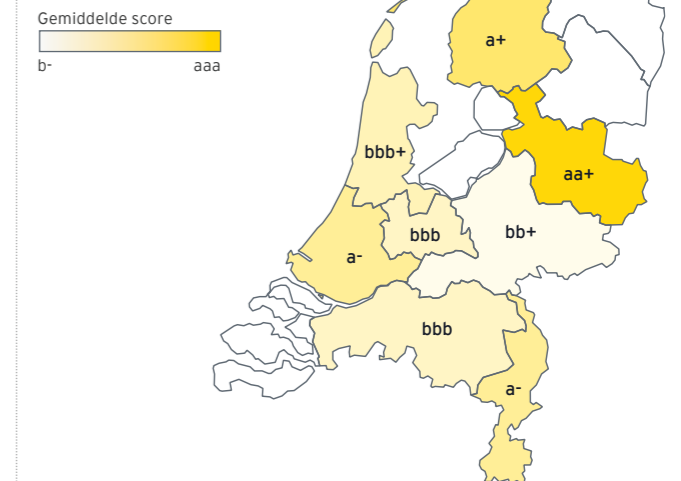 Gemiddelde score
b- aaa
a+
bbb+
aa+
bbb
bb+
a-
bbb
a-